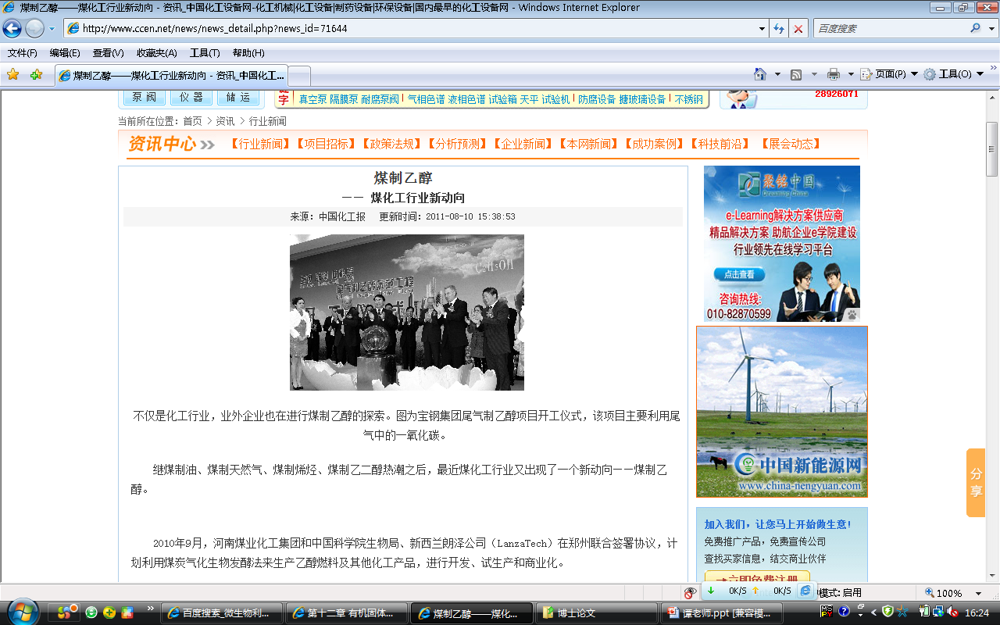 煤制乙醇——煤化工行业新动向 - 资讯_中国化工设备网-化工机械|化工设备|制药设备|环保设备|国内最早的化工设备网 - Windows Internet Explorer
http://www.ccen.net/news/news_detail.php?news_id=71644
百度搜索
文件(F) 编辑(E) 查看(V) 收藏夹(A) 工具(T) 帮助(H)
煤制乙醇——煤化工行业新动向 - 资讯_中国化工...
页面(P) 工具(O)
泵 阀 仪 器 储 运
字 真空泵 隔膜泵 耐腐泵阀 | 气相色谱 液相色谱 试验箱 天平 试验机 | 防腐设备 搪玻璃设备 | 不锈钢
28926071
当前所在位置：首页 > 资讯 > 行业新闻
资讯中心 >> 【行业新闻】 【项目招标】 【政策法规】 【分析预测】 【企业新闻】 【本网新闻】 【成功案例】 【科技前沿】 【展会动态】
煤制乙醇
—— 煤化工行业新动向
来源：中国化工报 更新时间：2011-08-10 15:38:53
不仅是化工行业，业外企业也在进行煤制乙醇的探索。图为宝钢集团尾气制乙醇项目开工仪式，该项目主要利用尾
气中的一氧化碳。
继煤制油、煤制天然气、煤制烯烃、煤制乙二醇热潮之后，最近煤化工行业又出现了一个新动向——煤制乙
醇。
2010年9月，河南煤业化工集团和中国科学院生物局、新西兰朗泽公司（LanzaTech）在郑州联合签署协议，计
划利用煤炭气化生物发酵法来生产乙醇燃料及其他化工产品，进行开发、试生产和商业化。
聚铭中国
Dreaming China
e-Learning解决方案供应商
精品解决方案 助航企业e学院建设
行业领先在线学习平台
点击查看
咨询热线:
010-82870599
中国新能源网
www.china-nengyuan.com
分
享
加入我们，让您马上开始做生意!
免费推广产品，免费宣传公司
查找买家信息，结交商业伙伴
→立即免费注册
0K/S 0K/S 模式: 启用 100%
百度搜索_微生物利... 第十二章 有机固体... 煤制乙醇——煤化... 博士论文 谭老师.ppt [兼容模... 16:24